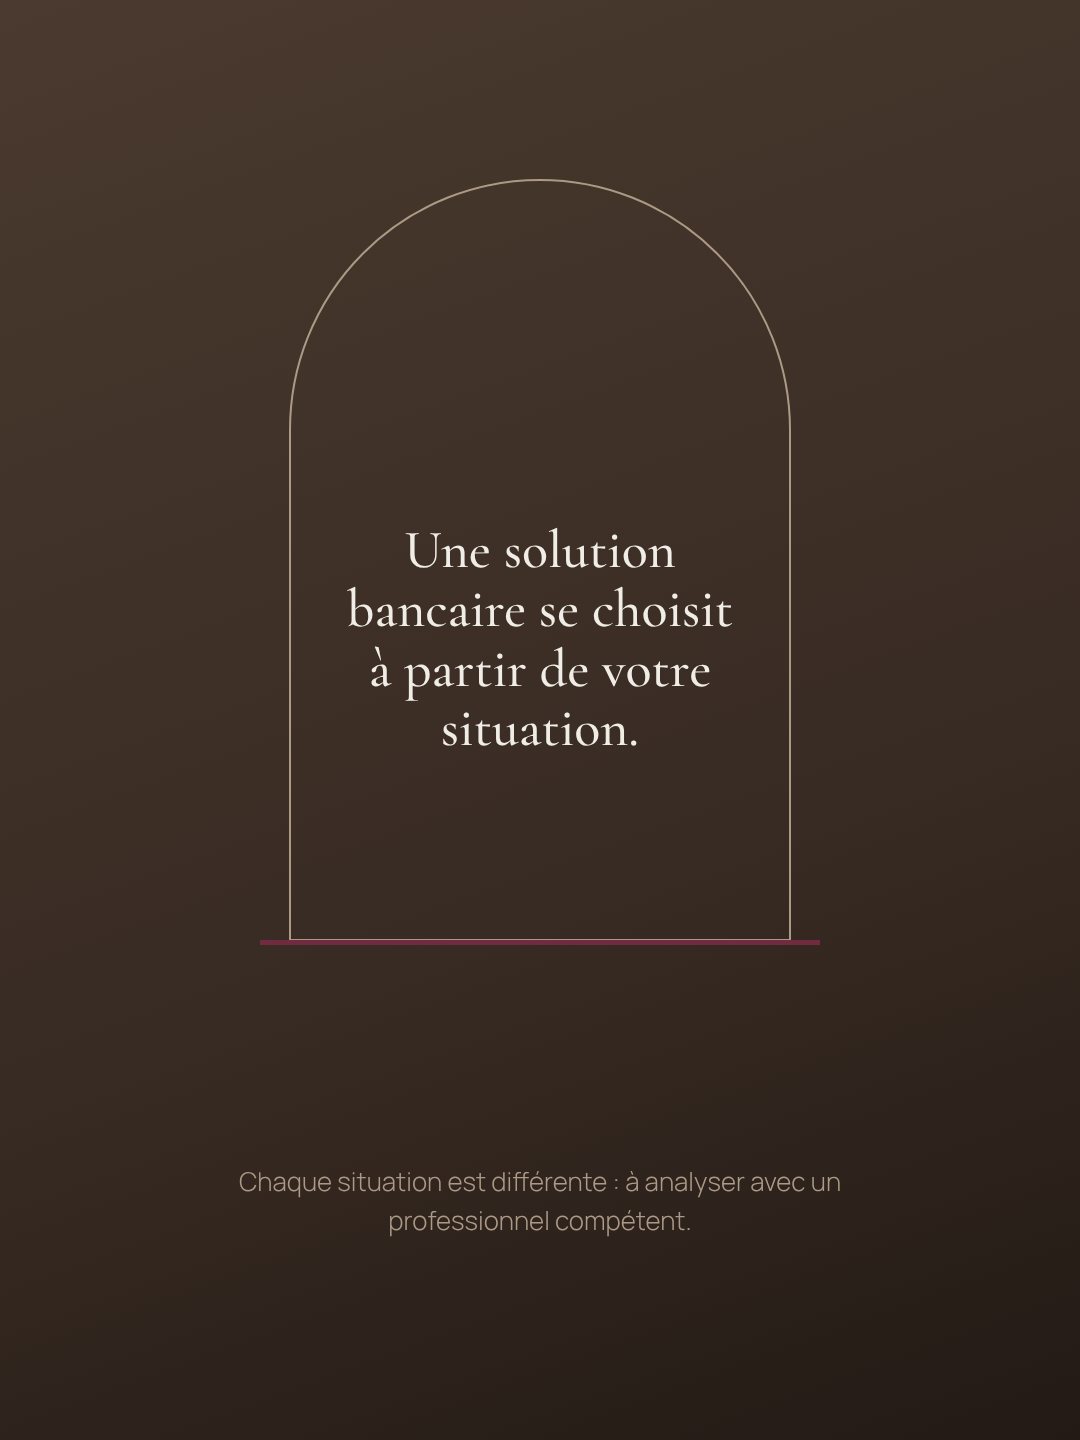 Une solution
bancaire se choisit
à partir de votre
situation.
Chaque situation est différente : à analyser avec un
professionnel compétent.